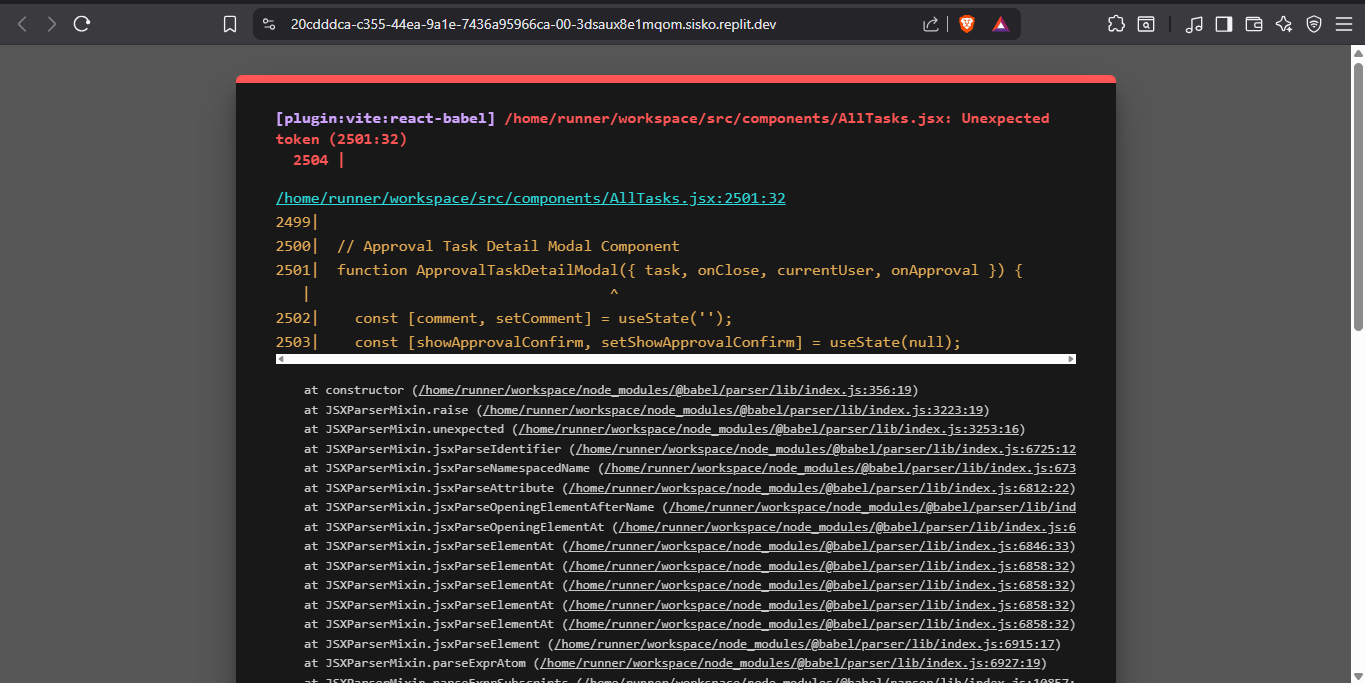 20cdddca-c355-44ea-9a1e-7436a95966ca-00-3dsaux8e1mqom.sisko.replit.dev
[plugin:vite:react-babel] /home/runner/workspace/src/components/AllTasks.jsx: Unexpected
token (2501:32)
2504 |
/home/runner/workspace/src/components/AllTasks.jsx:2501:32
2499|
2500|  // Approval Task Detail Modal Component
2501|  function ApprovalTaskDetailModal({ task, onClose, currentUser, onApproval }) {
|                                  ^
2502|    const [comment, setComment] = useState('');
2503|    const [showApprovalConfirm, setShowApprovalConfirm] = useState(null);
at constructor (/home/runner/workspace/node_modules/@babel/parser/lib/index.js:356:19)
at JSXParserMixin.raise (/home/runner/workspace/node_modules/@babel/parser/lib/index.js:3223:19)
at JSXParserMixin.unexpected (/home/runner/workspace/node_modules/@babel/parser/lib/index.js:3253:16)
at JSXParserMixin.jsxParseIdentifier (/home/runner/workspace/node_modules/@babel/parser/lib/index.js:6725:12
at JSXParserMixin.jsxParseNamespacedName (/home/runner/workspace/node_modules/@babel/parser/lib/index.js:673
at JSXParserMixin.jsxParseAttribute (/home/runner/workspace/node_modules/@babel/parser/lib/index.js:6812:22)
at JSXParserMixin.jsxParseOpeningElementAfterName (/home/runner/workspace/node_modules/@babel/parser/lib/ind
at JSXParserMixin.jsxParseOpeningElementAt (/home/runner/workspace/node_modules/@babel/parser/lib/index.js:6
at JSXParserMixin.jsxParseElementAt (/home/runner/workspace/node_modules/@babel/parser/lib/index.js:6846:33)
at JSXParserMixin.jsxParseElementAt (/home/runner/workspace/node_modules/@babel/parser/lib/index.js:6858:32)
at JSXParserMixin.jsxParseElementAt (/home/runner/workspace/node_modules/@babel/parser/lib/index.js:6858:32)
at JSXParserMixin.jsxParseElementAt (/home/runner/workspace/node_modules/@babel/parser/lib/index.js:6858:32)
at JSXParserMixin.jsxParseElementAt (/home/runner/workspace/node_modules/@babel/parser/lib/index.js:6858:32)
at JSXParserMixin.jsxParseElement (/home/runner/workspace/node_modules/@babel/parser/lib/index.js:6915:17)
at JSXParserMixin.parseExprAtom (/home/runner/workspace/node_modules/@babel/parser/lib/index.js:6927:19)
at JSXParserMixin.parseExprSubscripts (/home/runner/workspace/node_modules/@babel/parser/lib/index.js:10857: